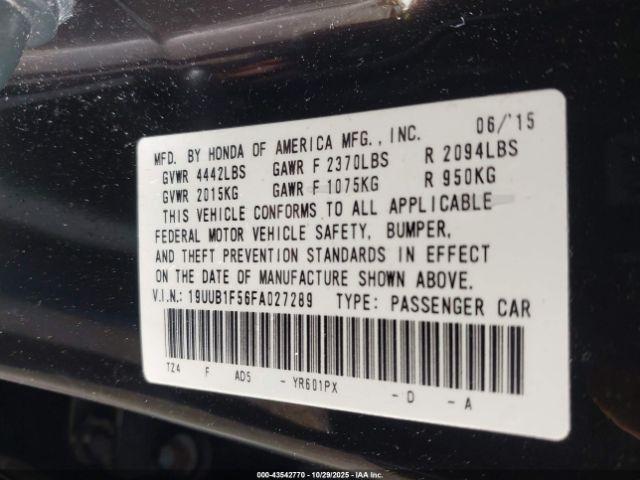 06/'15
MFD. BY HONDA OF AMERICA MFG., INC.
GVWR 4442LBS GAWR F 2370LBS R 2094LBS
GVWR 2015KG GAWR F 1075KG R 950KG
THIS VEHICLE CONFORMS TO ALL APPLICABLE
FEDERAL MOTOR VEHICLE SAFETY, BUMPER,
AND THEFT PREVENTION STANDARDS IN EFFECT
ON THE DATE OF MANUFACTURE SHOWN ABOVE.
V.I.N.: 19UUB1F56FA027289 TYPE: PASSENGER CAR
TZ4 F AD5 - YR601PX - D - A
000-43542770 | 10/29/2025 - IAA Inc.